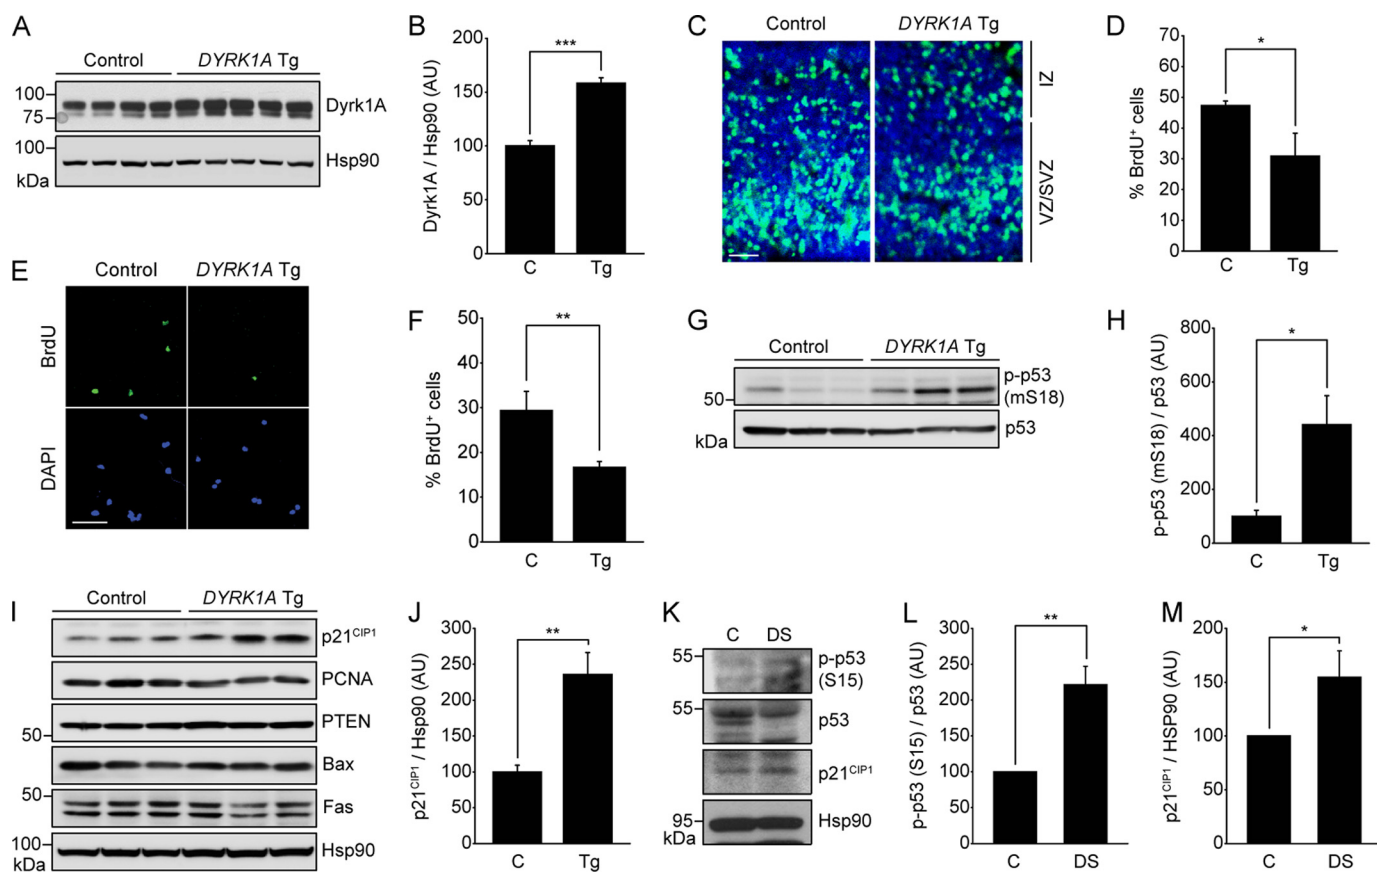 A
Control
DYRK1A Tg
100
75
Dyrk1A
100
Hsp90
kDa
B
Dyrk1A / Hsp90 (AU)
200
150
100
50
0
***
C
Tg
C
Control
DYRK1A Tg
IZ
VZ/SVZ
D
% BrdU+ cells
70
60
50
40
30
20
10
0
*
C
Tg
E
Control
DYRK1A Tg
BrdU
DAPI
F
% BrdU+ cells
50
40
30
20
10
0
**
C
Tg
G
Control
DYRK1A Tg
p-p53
(mS18)
50
p53
kDa
H
p-p53 (mS18) / p53 (AU)
800
600
400
200
0
*
C
Tg
I
Control
DYRK1A Tg
p21CIP1
PCNA
PTEN
50
Bax
50
Fas
100
Hsp90
kDa
J
p21CIP1 / Hsp90 (AU)
300
250
200
150
100
50
0
**
C
Tg
K
C
DS
55
p-p53
(S15)
55
p53
p21CIP1
95
Hsp90
kDa
L
p-p53 (S15) / p53 (AU)
300
250
200
150
100
50
0
**
C
DS
M
p21CIP1 / HSP90 (AU)
200
150
100
50
0
*
C
DS